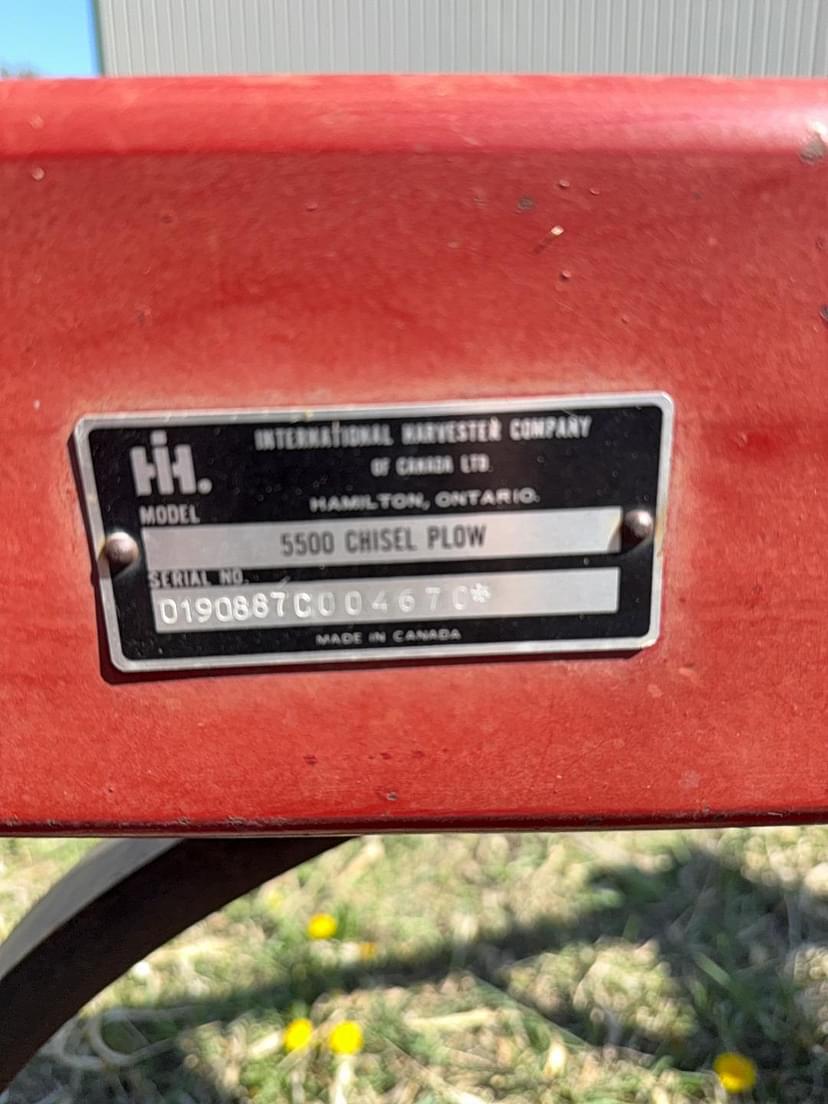 INTERNATIONAL HARVESTER COMPANY
OF CANADA LTD.
IH.
HAMILTON, ONTARIO.
MODEL
5500 CHISEL PLOW
SERIAL NO.
0190887C004670*
MADE IN CANADA